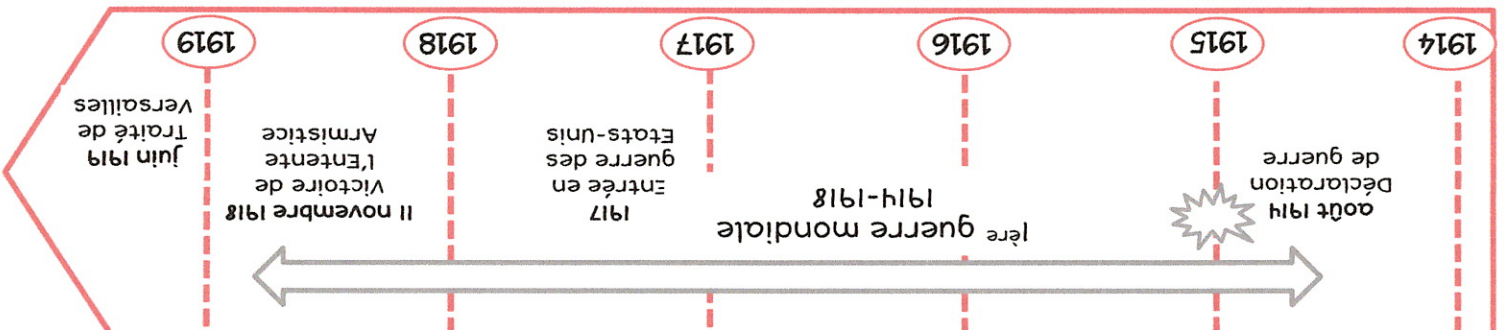 août 1914
Déclaration
de guerre
1ère guerre mondiale
1914-1918
1917
Entrée en
guerre des
Etats-Unis
11 novembre 1918
Victoire de
l'Entente
Armistice
juin 1919
Traité de
Versailles
1914
1915
1916
1917
1918
1919